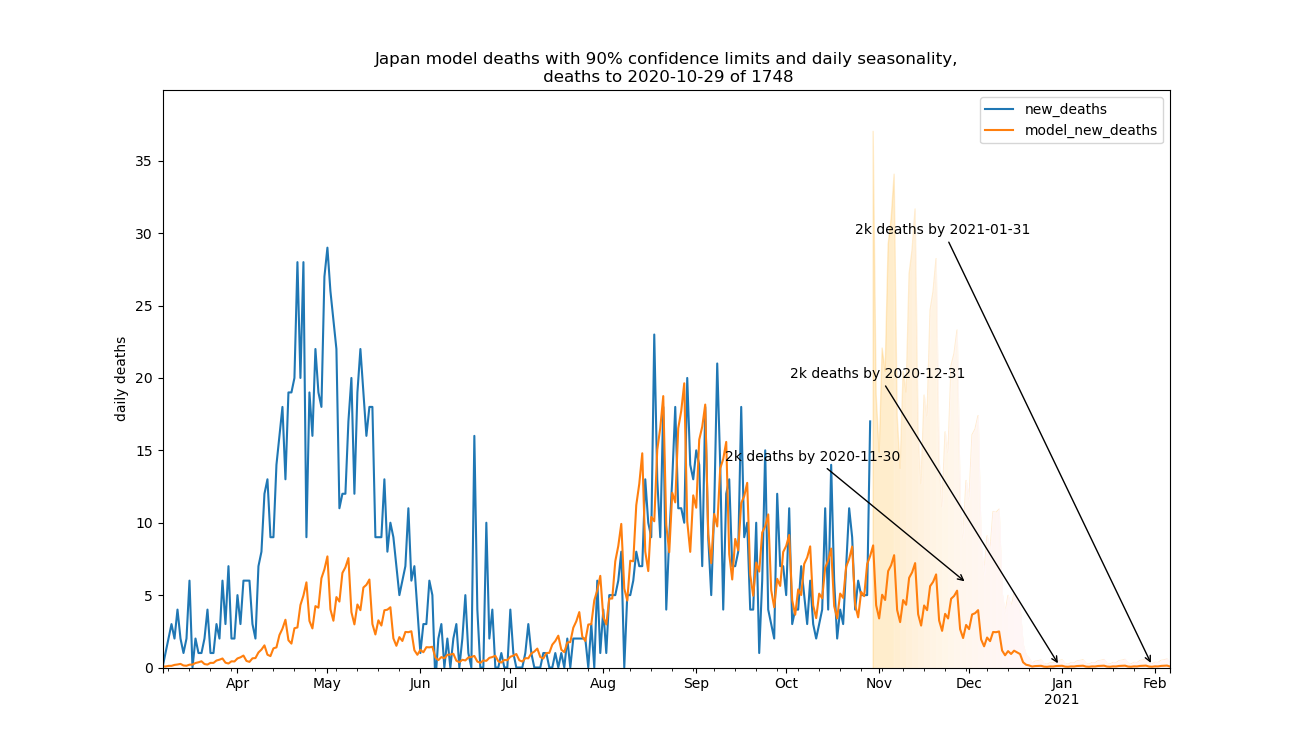 Japan model deaths with 90% confidence limits and daily seasonality,
deaths to 2020-10-29 of 1748
new_deaths
model_new_deaths
daily deaths
35
30
25
20
15
10
5
0
2k deaths by 2021-01-31
2k deaths by 2020-12-31
2k deaths by 2020-11-30
Apr May Jun Jul Aug Sep Oct Nov Dec Jan Feb
2021